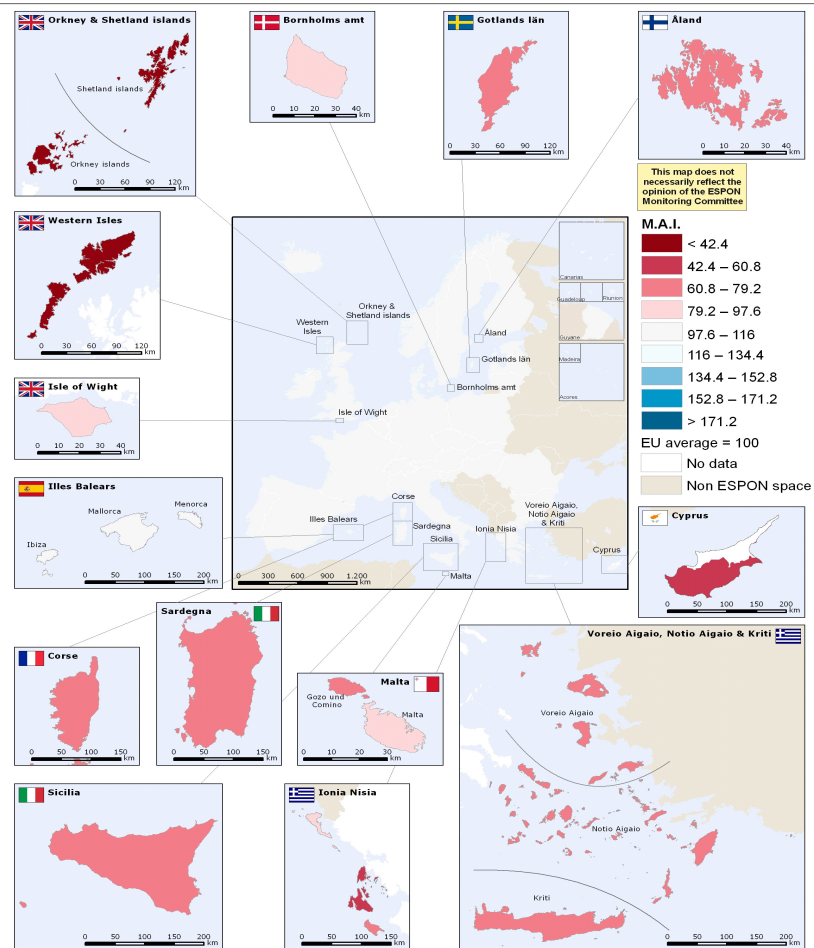 Orkney & Shetland islands
Shetland islands
Orkney islands
0 30 60 90 120
km
Bornholms amt
0 10 20 30 40
km
Gotlands län
0 30 60 90 120
km
Åland
0 10 20 30 40
km
This map does not
necessarily reflect the
opinion of the ESPON
Monitoring Committee
M.A.I.
< 42.4
42.4 – 60.8
60.8 – 79.2
79.2 – 97.6
97.6 – 116
116 – 134.4
134.4 – 152.8
152.8 – 171.2
> 171.2
EU average = 100
No data
Non ESPON space
Western Isles
0 30 60 90 120
km
Isle of Wight
0 10 20 30 40
km
Illes Balears
Menorca
Mallorca
Ibiza
0 50 100 150 200
km
Canarias
Guadeloup
Riunion
Guyane
Madeira
Acores
Orkney &
Shetland islands
Western
Isles
Åland
Gotlands län
Bornholms amt
Isle of Wight
Corse
Illes Balears
Sardegna
Sicilia
Ionia Nisia
Voreio Aigaio,
Notio Aigaio
& Kriti
Cyprus
Malta
0 300 600 900 1.200
km
Cyprus
0 50 100 150 200
km
Corse
0 50 100 150
km
Sardegna
0 50 100 150
km
Malta
Gozo und
Comino
Malta
0 10 20 30
km
Voreio Aigaio, Notio Aigaio & Kriti
Voreio Aigaio
Notio Aigaio
Kriti
0 50 100 150 200
km
Sicilia
0 50 100 150 200
km
Ionia Nisia
0 50 100 150
km